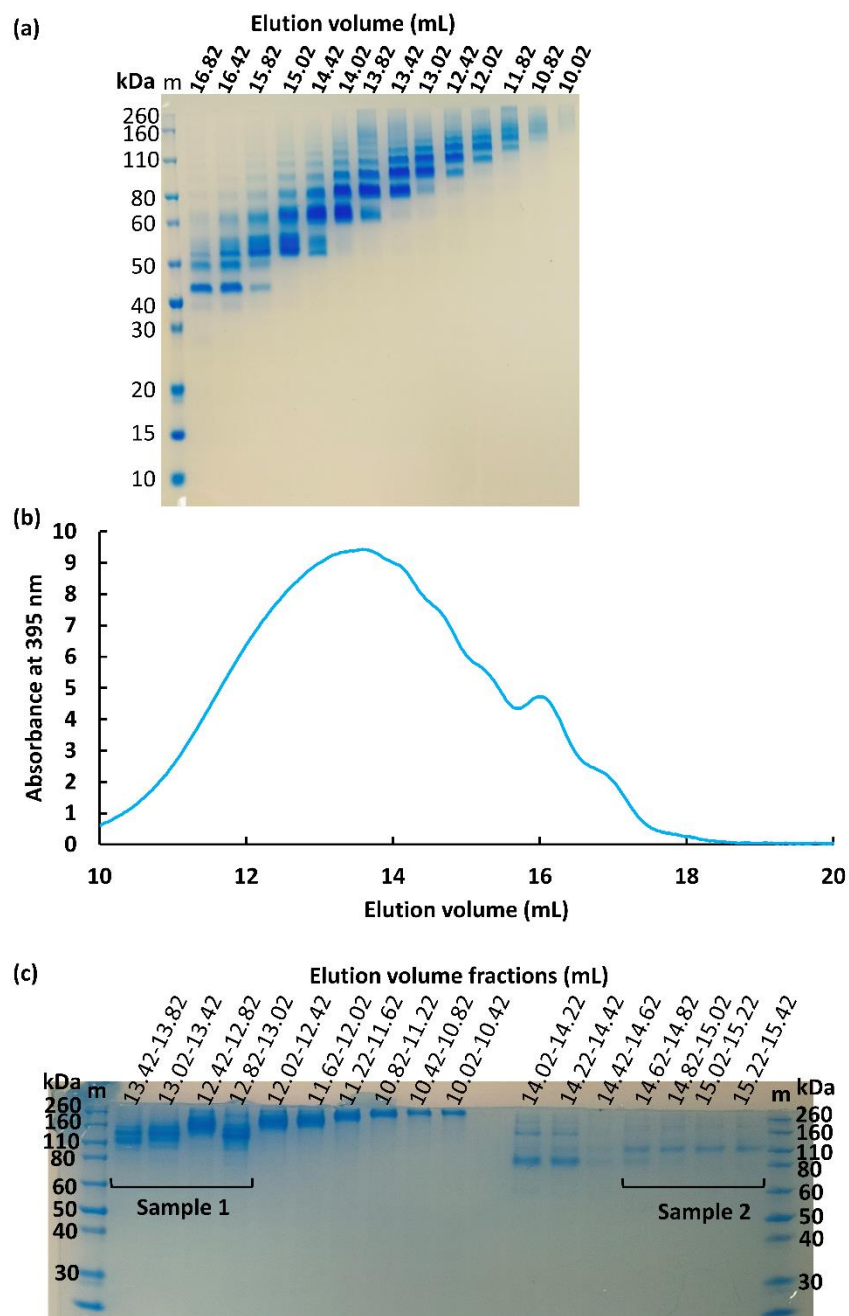 (a)
Elution volume (mL)
kDa m 16.82 16.42 15.82 15.02 14.42 14.02 13.82 13.42 13.02 12.42 12.02 11.82 10.82 10.02
260
160
110
80
60
50
40
30
20
15
10
(b)
10
9
8
7
6
5
4
3
2
1
0
Absorbance at 395 nm
10 12 14 16 18 20
Elution volume (mL)
(c)
Elution volume fractions (mL)
13.42-13.82 13.02-13.42 12.42-12.82 12.82-13.02 12.02-12.42 11.62-12.02 11.22-11.62 10.82-11.22 10.42-10.82 10.02-10.42 14.02-14.22 14.22-14.42 14.42-14.62 14.62-14.82 14.82-15.02 15.02-15.22 15.22-15.42
kDa m m kDa
260 260
160 160
110 110
80 80
60 60
50 50
40 40
30 30
Sample 1 Sample 2